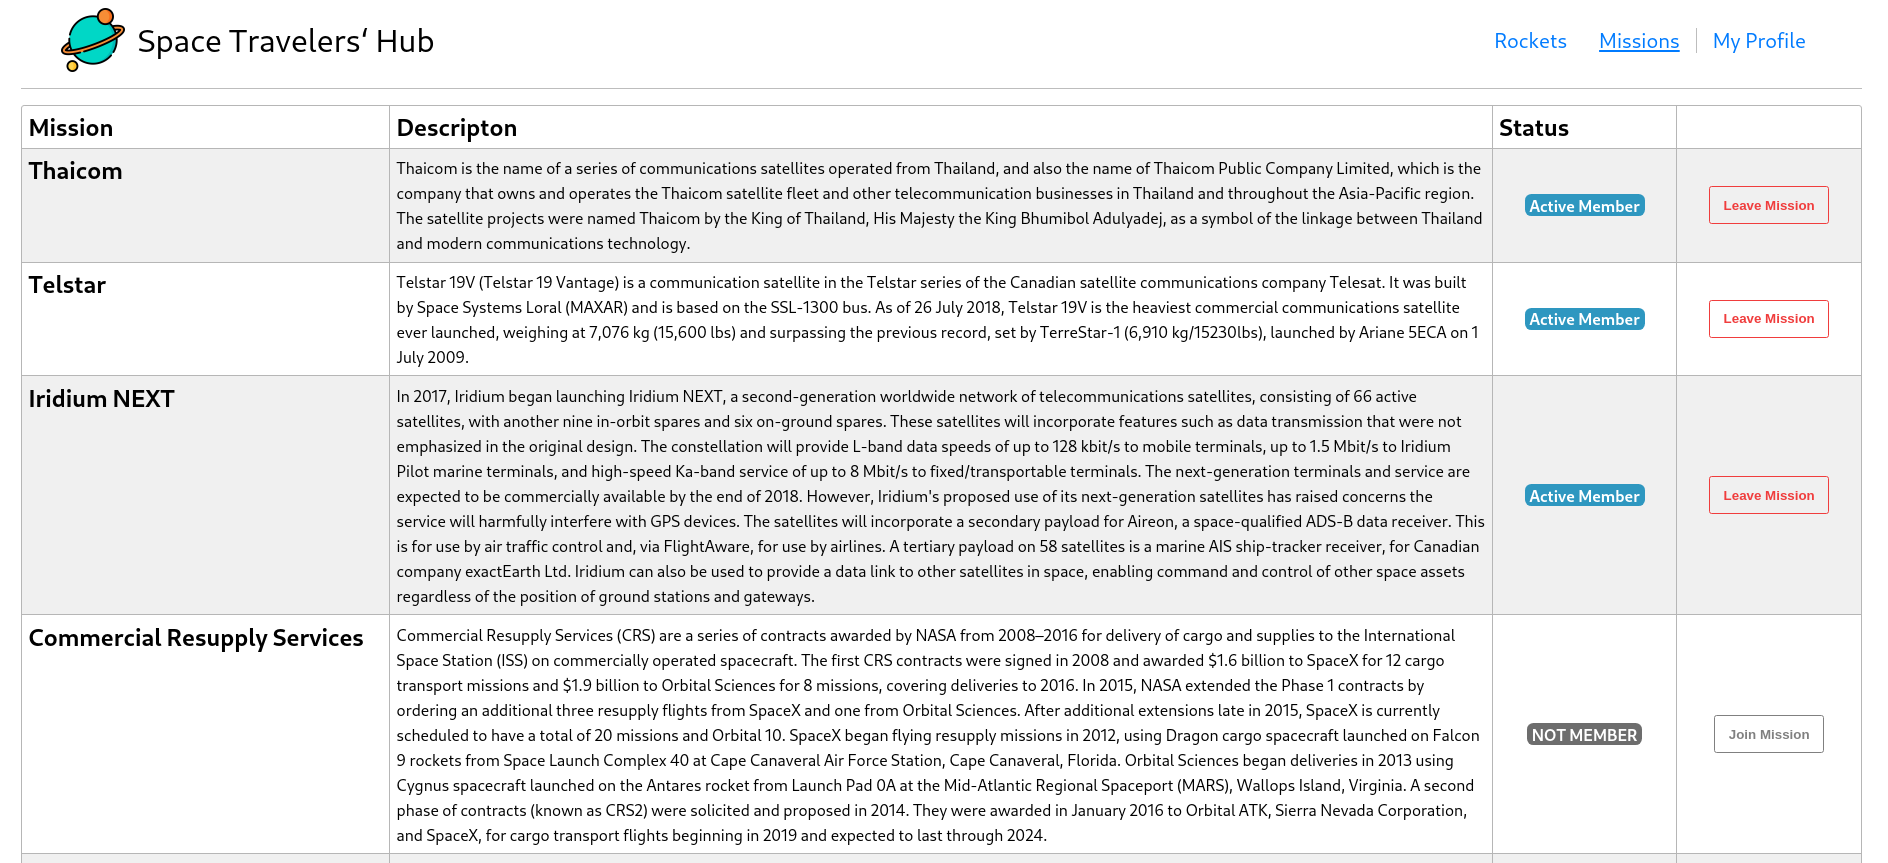 Space Travelers‘ Hub
Rockets
Missions
My Profile
Mission
Descripton
Status
Thaicom
Thaicom is the name of a series of communications satellites operated from Thailand, and also the name of Thaicom Public Company Limited, which is the
company that owns and operates the Thaicom satellite fleet and other telecommunication businesses in Thailand and throughout the Asia-Pacific region.
The satellite projects were named Thaicom by the King of Thailand, His Majesty the King Bhumibol Adulyadej, as a symbol of the linkage between Thailand
and modern communications technology.
Active Member
Leave Mission
Telstar
Telstar 19V (Telstar 19 Vantage) is a communication satellite in the Telstar series of the Canadian satellite communications company Telesat. It was built
by Space Systems Loral (MAXAR) and is based on the SSL-1300 bus. As of 26 July 2018, Telstar 19V is the heaviest commercial communications satellite
ever launched, weighing at 7,076 kg (15,600 lbs) and surpassing the previous record, set by TerreStar-1 (6,910 kg/15230lbs), launched by Ariane 5ECA on 1
July 2009.
Active Member
Leave Mission
Iridium NEXT
In 2017, Iridium began launching Iridium NEXT, a second-generation worldwide network of telecommunications satellites, consisting of 66 active
satellites, with another nine in-orbit spares and six on-ground spares. These satellites will incorporate features such as data transmission that were not
emphasized in the original design. The constellation will provide L-band data speeds of up to 128 kbit/s to mobile terminals, up to 1.5 Mbit/s to Iridium
Pilot marine terminals, and high-speed Ka-band service of up to 8 Mbit/s to fixed/transportable terminals. The next-generation terminals and service are
expected to be commercially available by the end of 2018. However, Iridium's proposed use of its next-generation satellites has raised concerns the
service will harmfully interfere with GPS devices. The satellites will incorporate a secondary payload for Aireon, a space-qualified ADS-B data receiver. This
is for use by air traffic control and, via FlightAware, for use by airlines. A tertiary payload on 58 satellites is a marine AIS ship-tracker receiver, for Canadian
company exactEarth Ltd. Iridium can also be used to provide a data link to other satellites in space, enabling command and control of other space assets
regardless of the position of ground stations and gateways.
Active Member
Leave Mission
Commercial Resupply Services
Commercial Resupply Services (CRS) are a series of contracts awarded by NASA from 2008–2016 for delivery of cargo and supplies to the International
Space Station (ISS) on commercially operated spacecraft. The first CRS contracts were signed in 2008 and awarded $1.6 billion to SpaceX for 12 cargo
transport missions and $1.9 billion to Orbital Sciences for 8 missions, covering deliveries to 2016. In 2015, NASA extended the Phase 1 contracts by
ordering an additional three resupply flights from SpaceX and one from Orbital Sciences. After additional extensions late in 2015, SpaceX is currently
scheduled to have a total of 20 missions and Orbital 10. SpaceX began flying resupply missions in 2012, using Dragon cargo spacecraft launched on Falcon
9 rockets from Space Launch Complex 40 at Cape Canaveral Air Force Station, Cape Canaveral, Florida. Orbital Sciences began deliveries in 2013 using
Cygnus spacecraft launched on the Antares rocket from Launch Pad 0A at the Mid-Atlantic Regional Spaceport (MARS), Wallops Island, Virginia. A second
phase of contracts (known as CRS2) were solicited and proposed in 2014. They were awarded in January 2016 to Orbital ATK, Sierra Nevada Corporation,
and SpaceX, for cargo transport flights beginning in 2019 and expected to last through 2024.
NOT MEMBER
Join Mission